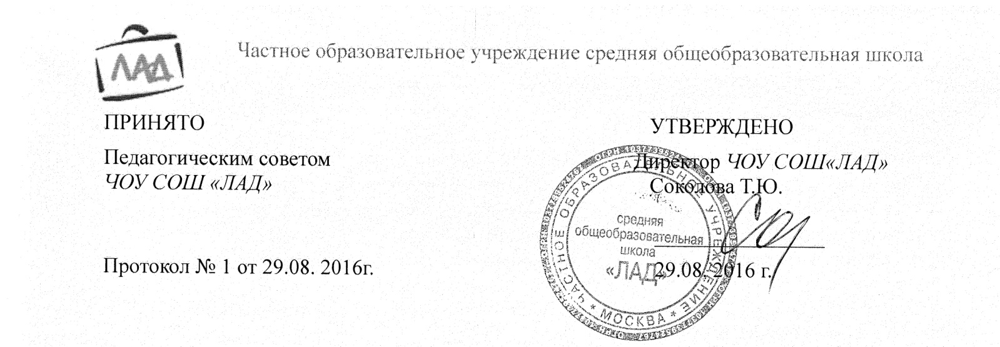 ЛАД
Частное образовательное учреждение средняя общеобразовательная школа
ПРИНЯТО
Педагогическим советом
ЧОУ СОШ «ЛАД»
Протокол № 1 от 29.08. 2016г.
УТВЕРЖДЕНО
Директор ЧОУ СОШ«ЛАД»
Соколова Т.Ю.
29.08. 2016 г.
ЧАСТНОЕ ОБРАЗОВАТЕЛЬНОЕ УЧРЕЖДЕНИЕ
* МОСКВА *
средняя
общеобразовательная
школа
«ЛАД»